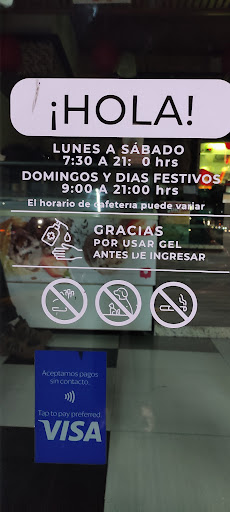 ¡HOLA!
LUNES A SÁBADO
7:30 A 21: 0 hrs
DOMINGOS Y DIAS FESTIVOS
9:00 A 21:00 hrs
El horario de cafetería puede variar
GRACIAS
POR USAR GEL
ANTES DE INGRESAR
Aceptamos pagos
sin contacto.
Tap to pay preferred.
VISA